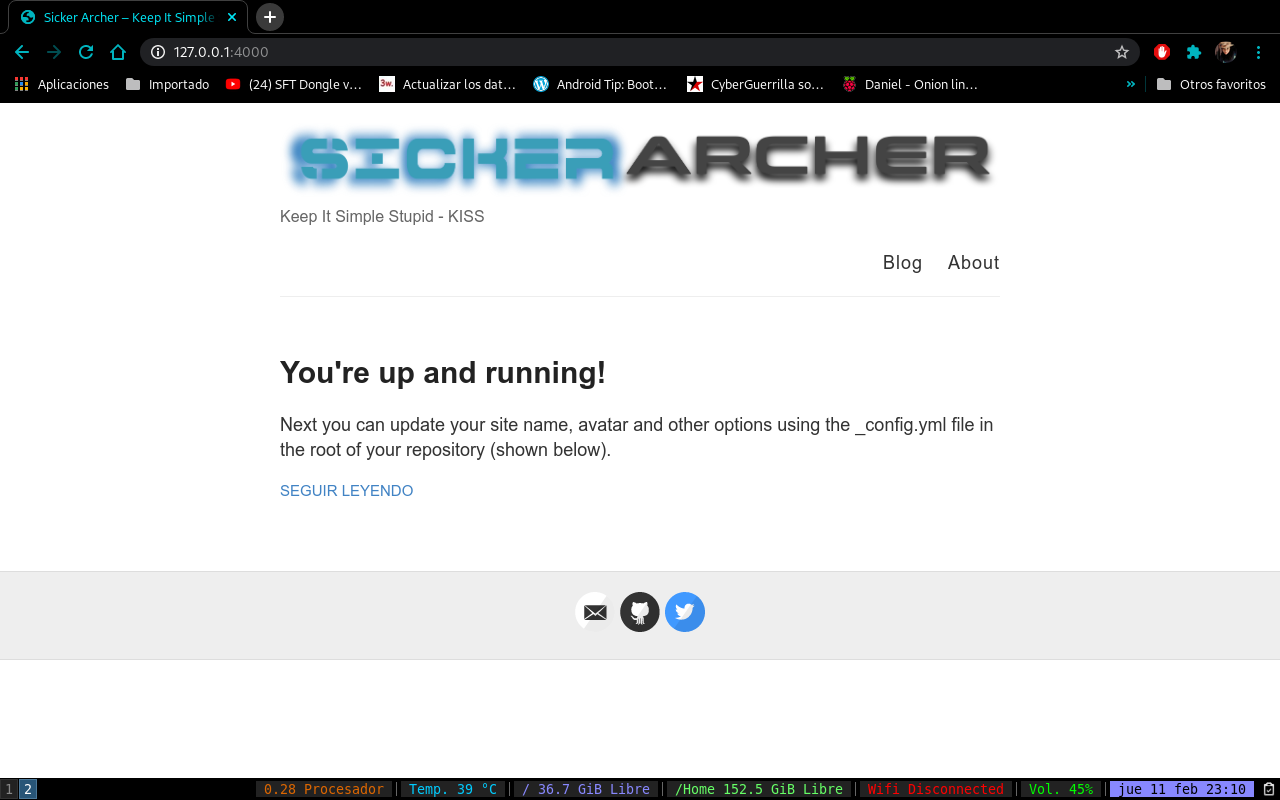 Sicker Archer – Keep It Simple
127.0.0.1:4000
Aplicaciones Importado (24) SFT Dongle v… 3w. Actualizar los dat… Android Tip: Boot… CyberGuerrilla so… Daniel - Onion lin… » Otros favoritos
SICKERARCHER
Keep It Simple Stupid - KISS
Blog About
You're up and running!
Next you can update your site name, avatar and other options using the _config.yml file in
the root of your repository (shown below).
SEGUIR LEYENDO
1 2 0.28 Procesador Temp. 39 °C / 36.7 GiB Libre /Home 152.5 GiB Libre Wifi Disconnected Vol. 45% jue 11 feb 23:10